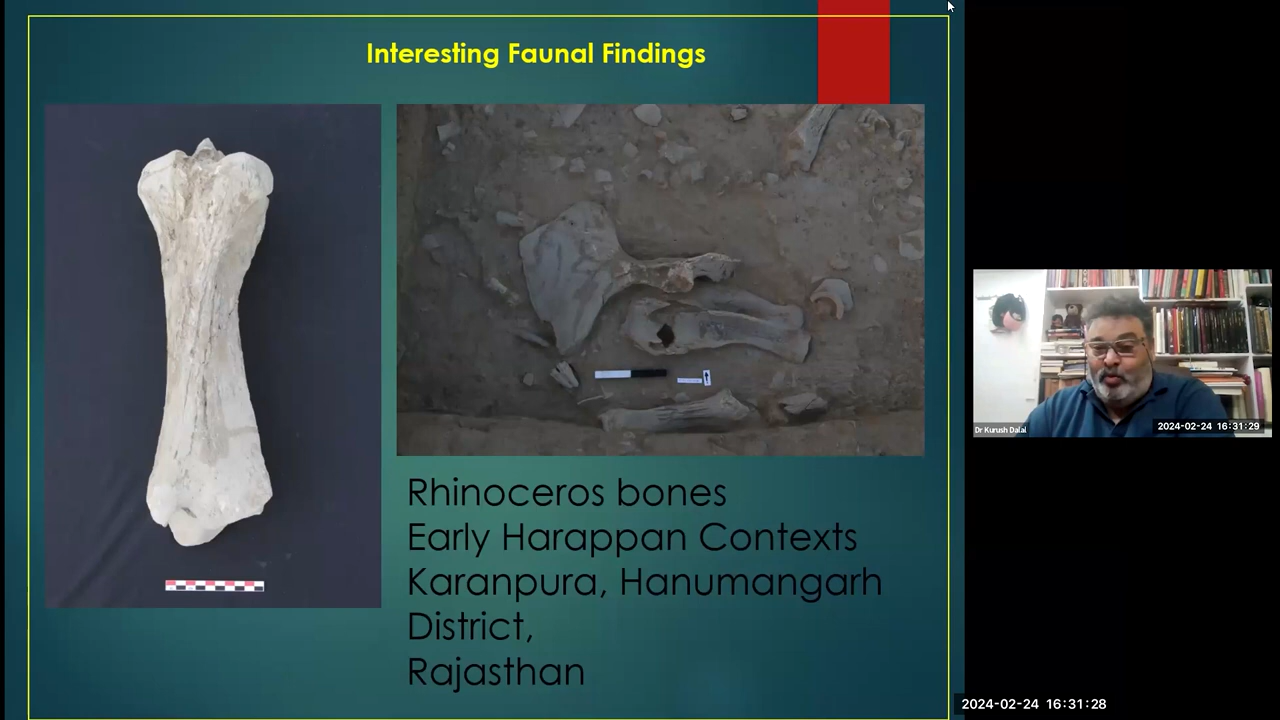 Interesting Faunal Findings
Rhinoceros bones
Early Harappan Contexts
Karanpura, Hanumangarh
District,
Rajasthan
Dr Kurush Dalal
2024-02-24 16:31:29
2024-02-24 16:31:28